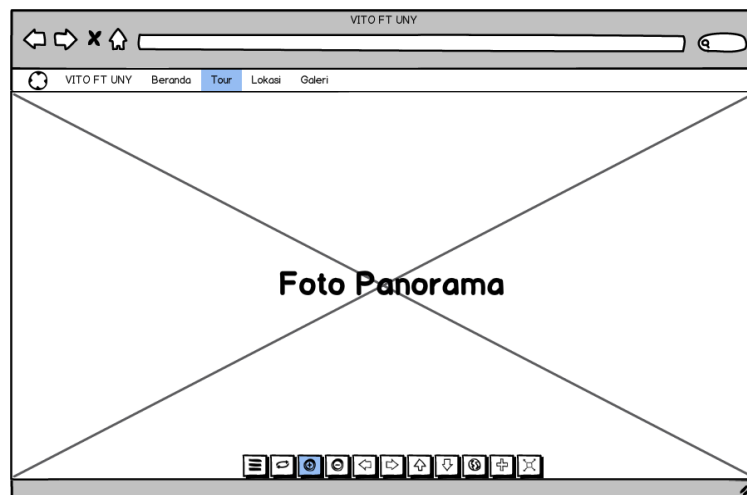 VITO FT UNY
VITO FT UNY Beranda Tour Lokasi Galeri
Foto Panorama